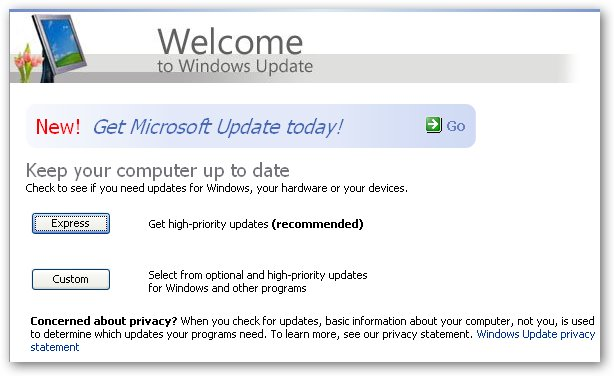 Welcome
to Windows Update
New! Get Microsoft Update today! Go
Keep your computer up to date
Check to see if you need updates for Windows, your hardware or your devices.
Express Get high-priority updates (recommended)
Custom Select from optional and high-priority updates
for Windows and other programs
Concerned about privacy? When you check for updates, basic information about your computer, not you, is used
to determine which updates your programs need. To learn more, see our privacy statement. Windows Update privacy
statement